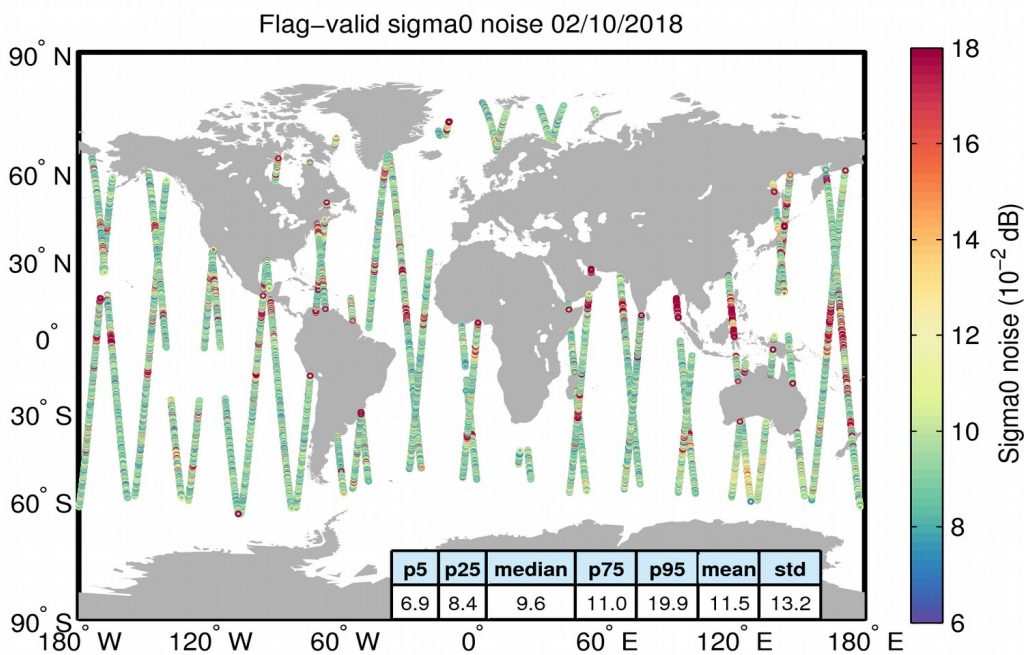 Flag−valid sigma0 noise 02/10/2018
90° N
60° N
30° N
0°
30° S
60° S
90° S
180° W
120° W
60° W
0°
60° E
120° E
180° E
p5 p25 median p75 p95 mean std
6.9 8.4 9.6 11.0 19.9 11.5 13.2
18
16
14
12
10
8
6
Sigma0 noise (10⁻² dB)